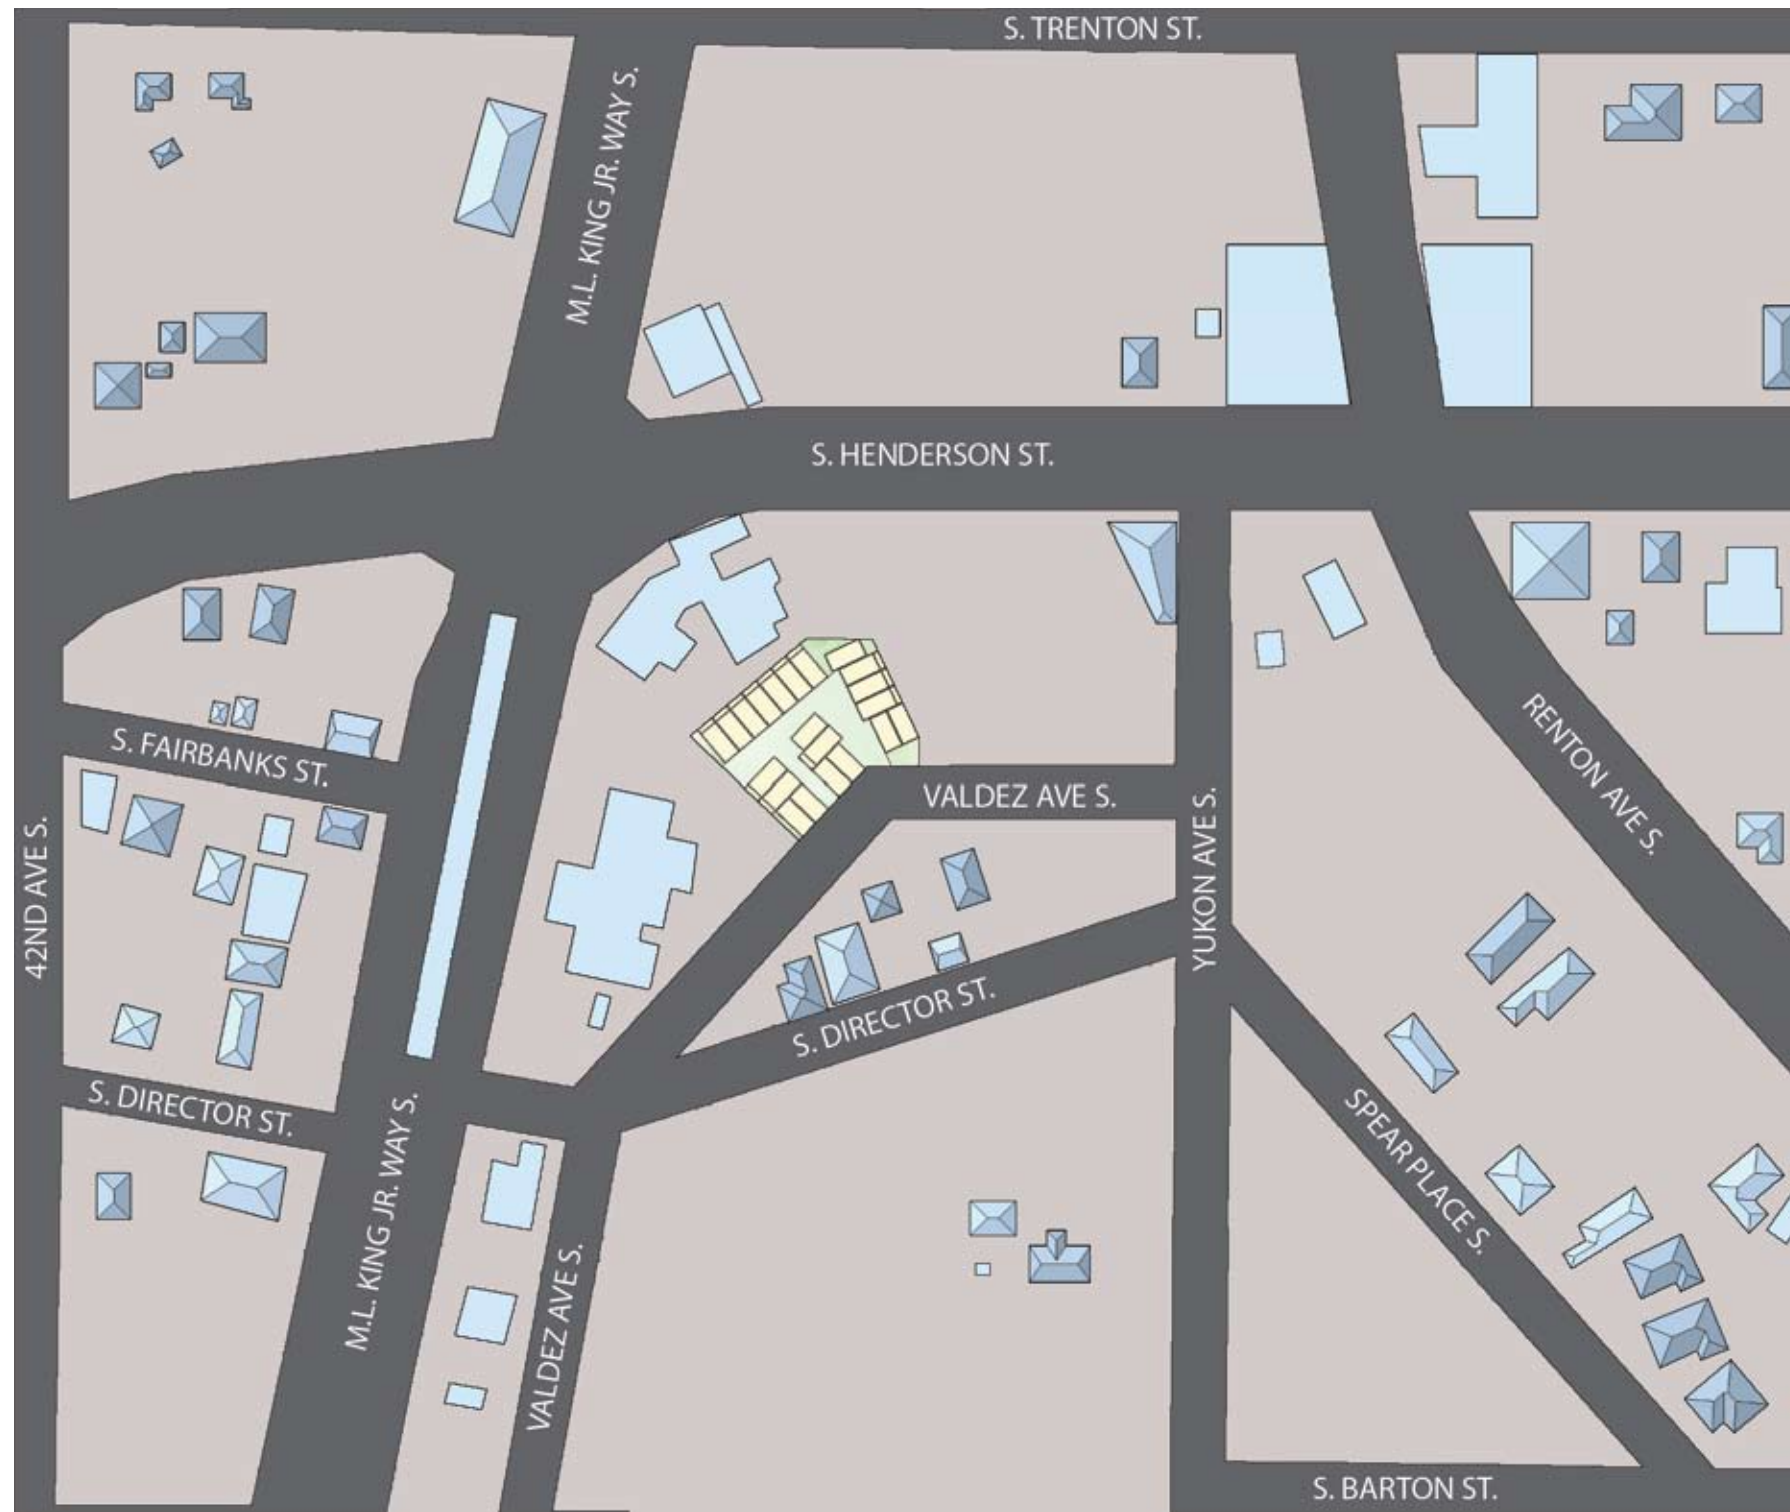 S. TRENTON ST.
M.L. KING JR. WAY S.
S. HENDERSON ST.
RENTON AVE S.
S. FAIRBANKS ST.
VALDEZ AVE S.
42ND AVE S.
YUKON AVE S.
S. DIRECTOR ST.
S. DIRECTOR ST.
M.L. KING JR. WAY S.
SPEAR PLACE S.
VALDEZ AVE S.
S. BARTON ST.